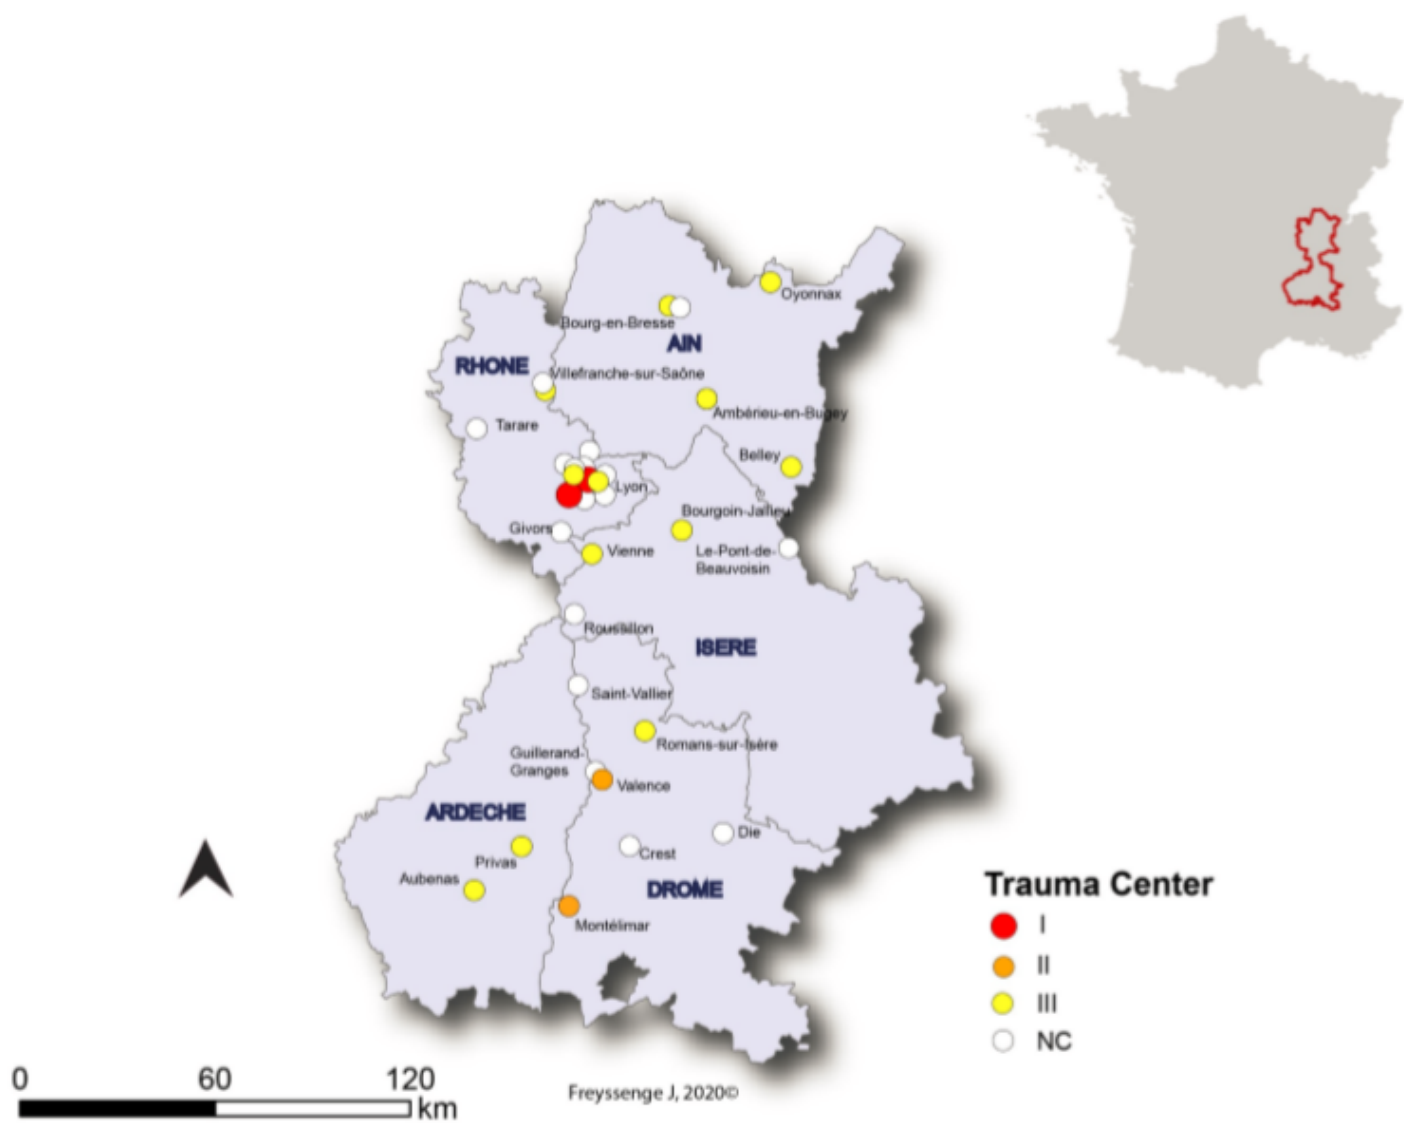 Oyonnax
Bourg-en-Bresse
AIN
RHONE
Villefranche-sur-Saône
Ambérieu-en-Bugey
Tarare
Belley
Lyon
Bourgoin-Jallieu
Givors
Vienne
Le-Pont-de-
Beauvoisin
Roussillon
ISERE
Saint-Vallier
Romans-sur-Isère
Guillerand-
Granges
Valence
ARDECHE
Die
Crest
Privas
Aubenas
DROME
Montélimar
Trauma Center
I
II
III
NC
0 60 120
km
Freyssenge J, 2020©